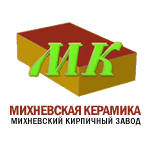 МК
МИХНЕВСКАЯ КЕРАМИКА
МИХНЕВСКИЙ КИРПИЧНЫЙ ЗАВОД